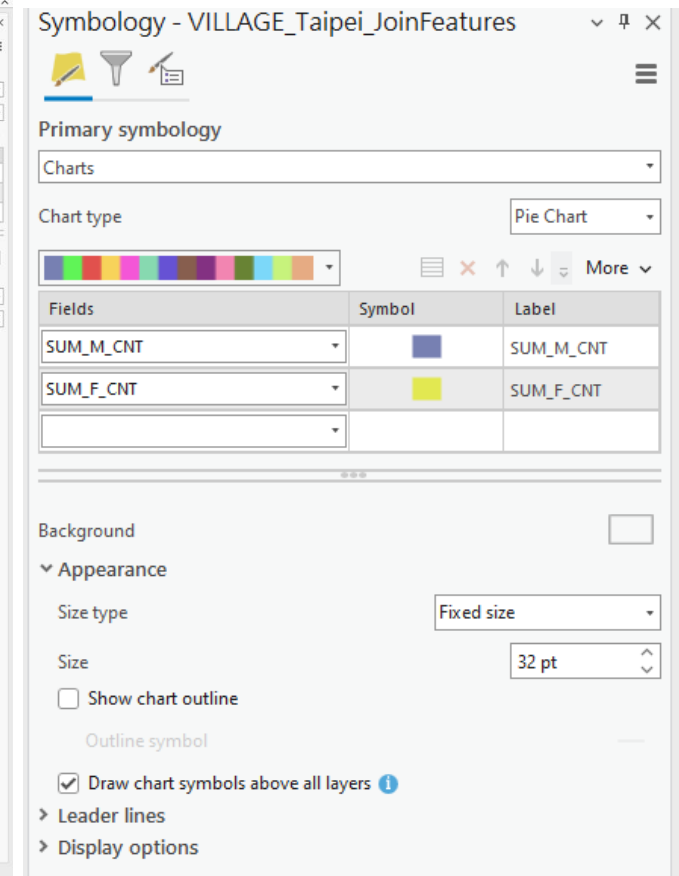 Symbology - VILLAGE_Taipei_JoinFeatures
Primary symbology
Charts
Chart type
Pie Chart
More
Fields
Symbol
Label
SUM_M_CNT
SUM_M_CNT
SUM_F_CNT
SUM_F_CNT
Background
Appearance
Size type
Fixed size
Size
32 pt
Show chart outline
Outline symbol
Draw chart symbols above all layers
Leader lines
Display options